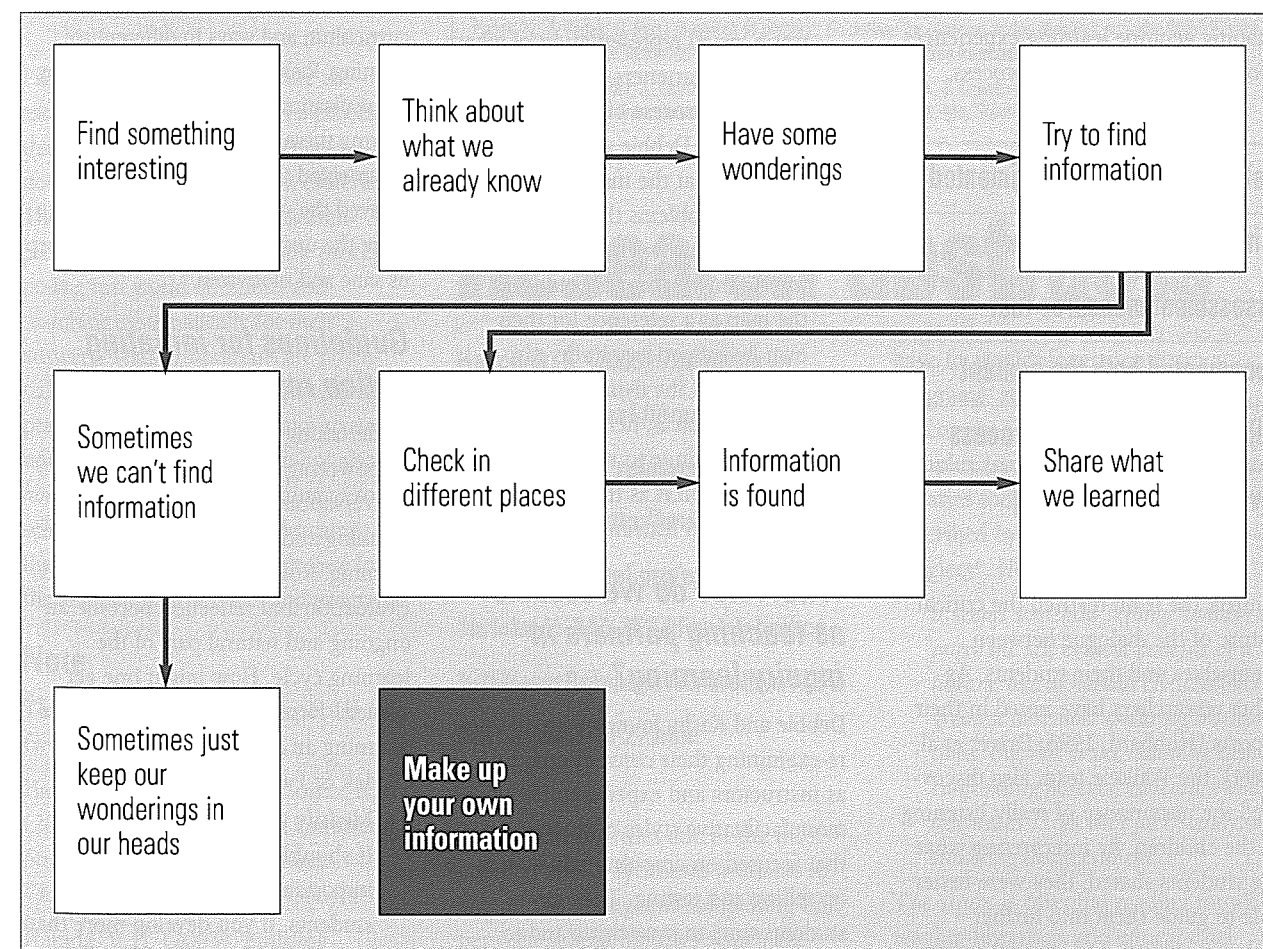 Find something
interesting
Think about
what we
already know
Have some
wonderings
Try to find
information
Sometimes
we can't find
information
Check in
different places
Information
is found
Share what
we learned
Sometimes just
keep our
wonderings in
our heads
Make up
your own
information